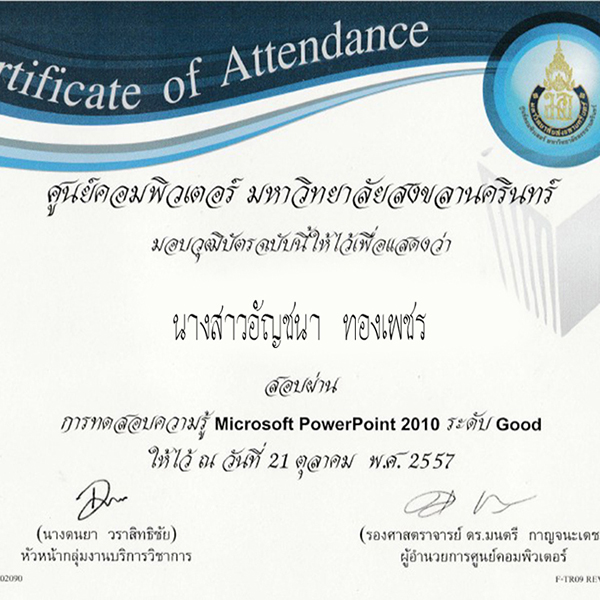 rtificate of Attendance
ศูนย์คอมพิวเตอร์ มหาวิทยาลัยสงขลานครินทร์
มอบวุฒิบัตรฉบับนี้ให้ไว้เพื่อแสดงว่า
นางสาวอัญชนา ทองเพชร
สอบผ่าน
การทดสอบความรู้ Microsoft PowerPoint 2010 ระดับ Good
ให้ไว้ ณ วันที่ 21 ตุลาคม พ.ศ. 2557
(นางดนยา วราสิทธิชัย)
หัวหน้ากลุ่มงานบริการวิชาการ
(รองศาสตราจารย์ ดร.มนตรี กาญจนะเดช
ผู้อำนวยการศูนย์คอมพิวเตอร์
02090
F-TR09 REV